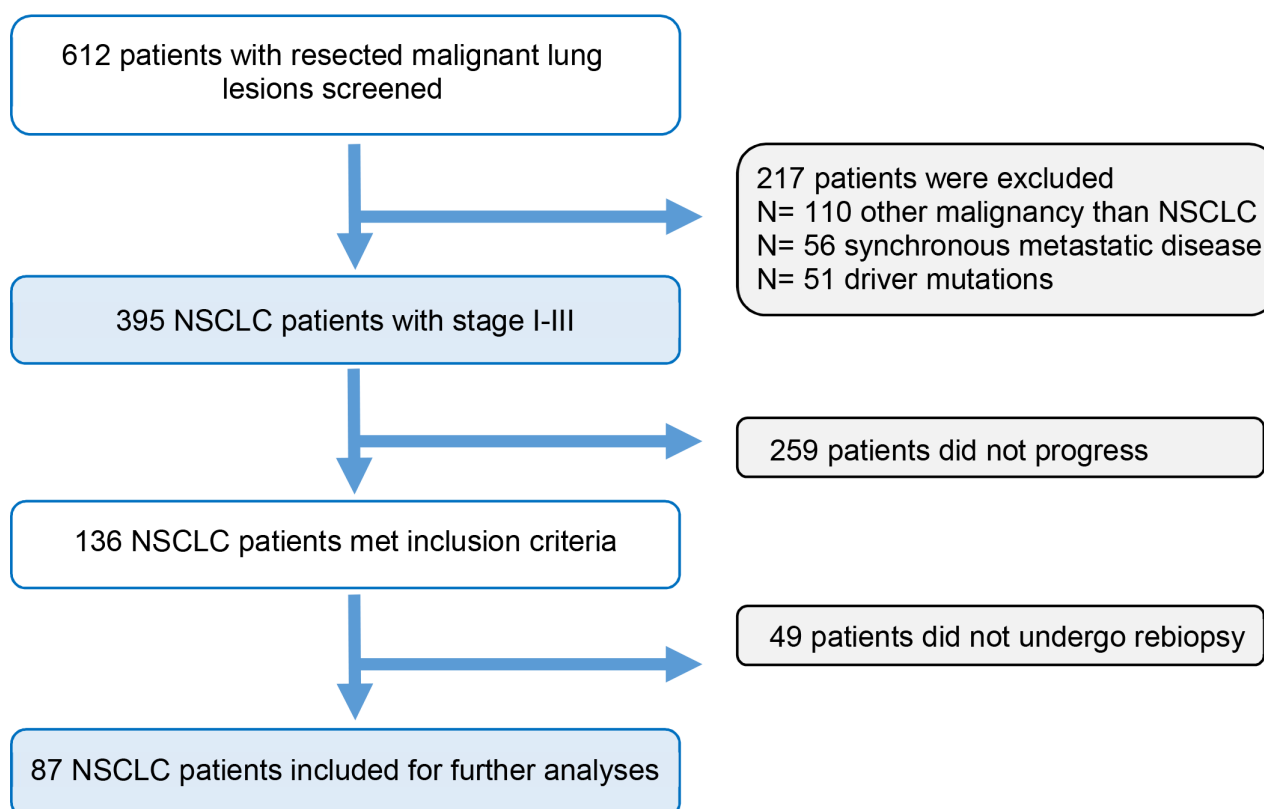 612 patients with resected malignant lung
lesions screened
217 patients were excluded
N= 110 other malignancy than NSCLC
N= 56 synchronous metastatic disease
N= 51 driver mutations
395 NSCLC patients with stage I-III
259 patients did not progress
136 NSCLC patients met inclusion criteria
49 patients did not undergo rebiopsy
87 NSCLC patients included for further analyses